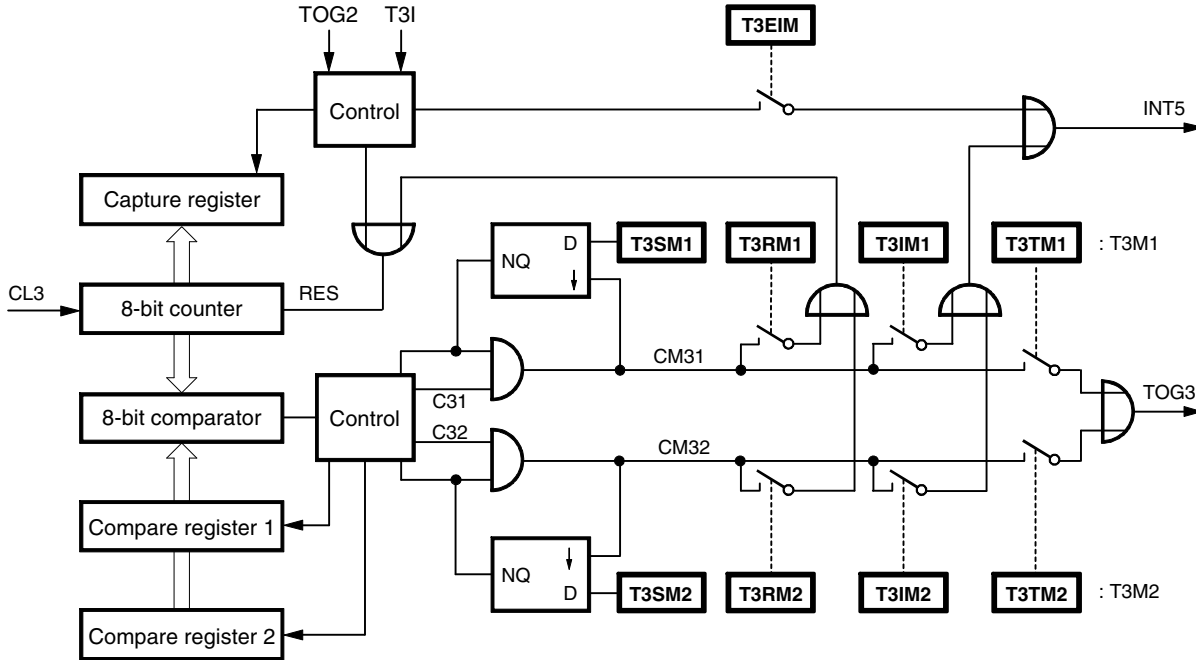 TOG2 T3I
T3EIM
Control
INT5
Capture register
D T3SM1 T3RM1 T3IM1 T3TM1 : T3M1
NQ
CL3
8-bit counter RES
CM31
8-bit comparator Control
C31
C32
TOG3
CM32
Compare register 1
NQ
D T3SM2 T3RM2 T3IM2 T3TM2 : T3M2
Compare register 2